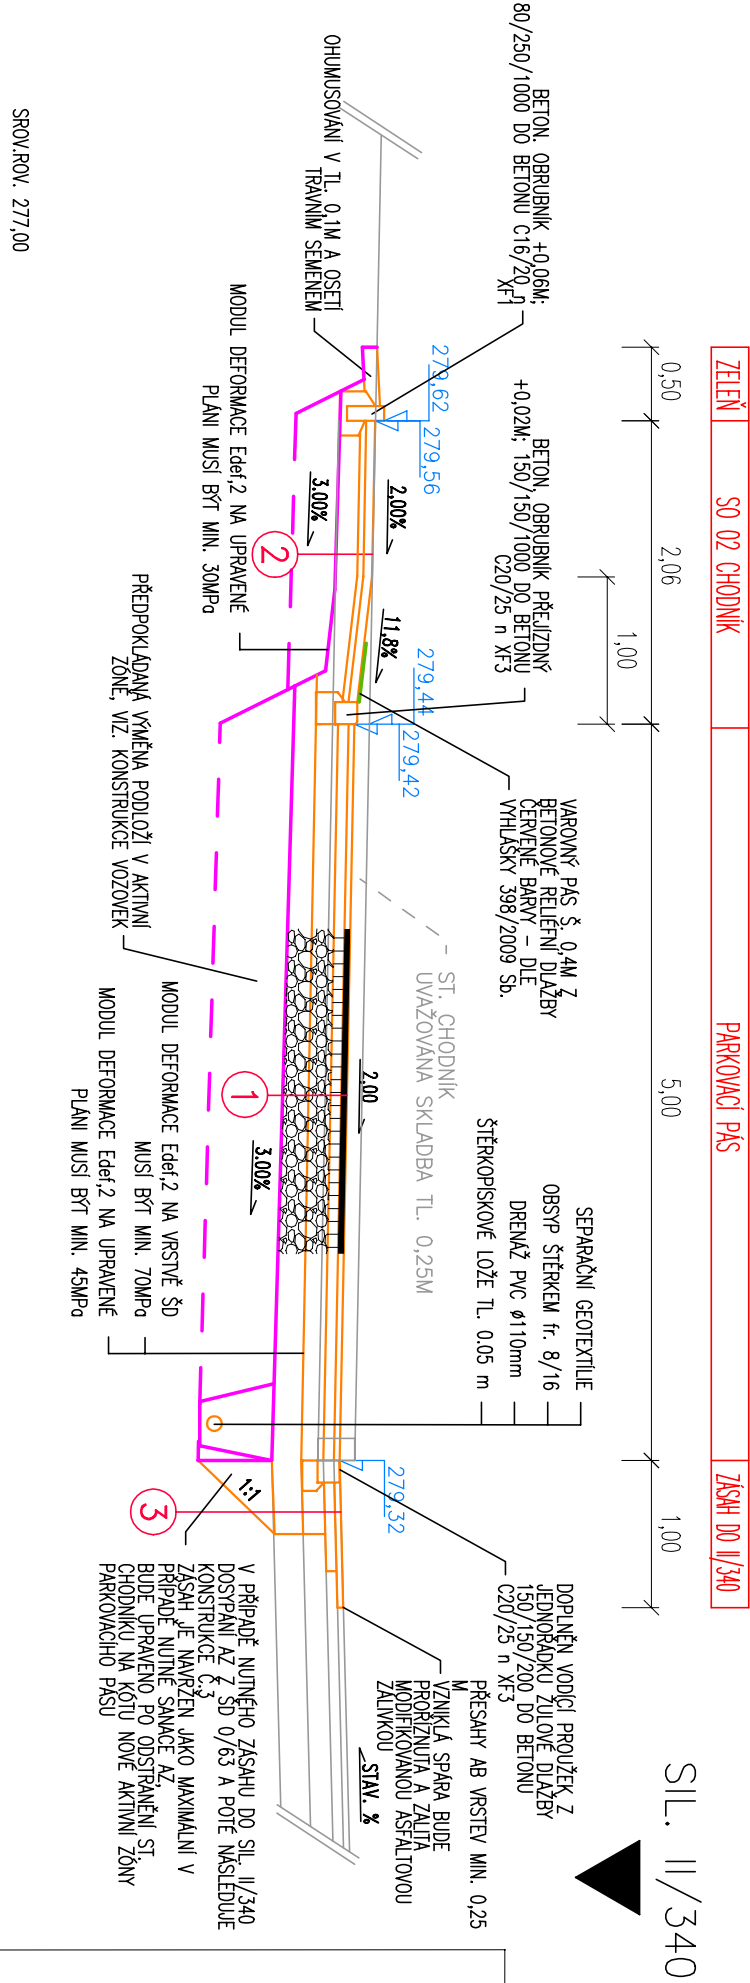 SIL. II/340
ZELEŇ
SO 02 CHODNÍK
PARKOVACÍ PÁS
ZÁSAH DO II/340
0,50
2,06
5,00
1,00
1,00
BETON. OBRUBNÍK +0,06M;
80/250/1000 DO BETONU C16/20 n
XF1
BETON. OBRUBNÍK PŘEJÍZDNÝ
+0,02M; 150/150/1000 DO BETONU
C20/25 n XF3
VAROVNÝ PÁS Š. 0,4M Z
BETONOVÉ RELIÉFNÍ DLAŽBY
ČERVENÉ BARVY – DLE
VYHLÁŠKY 398/2009 Sb.
SEPARAČNÍ GEOTEXTÍLIE
OBSYP ŠTĚRKEM fr. 8/16
DRENÁŽ PVC ø110mm
ŠTĚRKOPÍSKOVÉ LOŽE TL. 0.05 m
DOPLNĚN VODÍCÍ PROUŽEK Z
JEDNOŘÁDKU ŽULOVÉ DLAŽBY
150/150/200 DO BETONU
C20/25 n XF3
PŘESAHY AB VRSTEV MIN. 0,25
M
VZNIKLÁ SPÁRA BUDE
PROŘÍZNUTA A ZALITA
MODIFIKOVANOU ASFALTOVOU
ZÁLIVKOU
279,62
279,56
279,44
279,42
279,32
ST. CHODNÍK
UVAŽOVÁNA SKLADBA TL. 0,25M
2,00%
11,8%
2,00
STAV. %
3.00%
3.00%
1:1
2
1
3
OHUMUSOVÁNÍ V TL. 0,1M A OSETÍ
TRAVNÍM SEMENEM
MODUL DEFORMACE Edef,2 NA UPRAVENÉ
PLÁNI MUSÍ BÝT MIN. 30MPa
PŘEDPOKLÁDANÁ VÝMĚNA PODLOŽÍ V AKTIVNÍ
ZÓNĚ, VIZ. KONSTRUKCE VOZOVEK
MODUL DEFORMACE Edef,2 NA VRSTVĚ ŠD
MUSÍ BÝT MIN. 70MPa
MODUL DEFORMACE Edef,2 NA UPRAVENÉ
PLÁNI MUSÍ BÝT MIN. 45MPa
V PŘÍPADĚ NUTNÉHO ZÁSAHU DO SIL. II/340
DOSYPÁNÍ AZ Z ŠD 0/63 A POTÉ NÁSLEDUJE
KONSTRUKCE Č.3
ZÁSAH JE NAVRŽEN JAKO MAXIMÁLNÍ V
PŘÍPADĚ NUTNÉ SANACE AZ,
BUDE UPRAVENO PO ODSTRANĚNÍ ST.
CHODNÍKU NA KÓTU NOVÉ AKTIVNÍ ZÓNY
PARKOVACÍHO PÁSU
SROV.ROV. 277,00